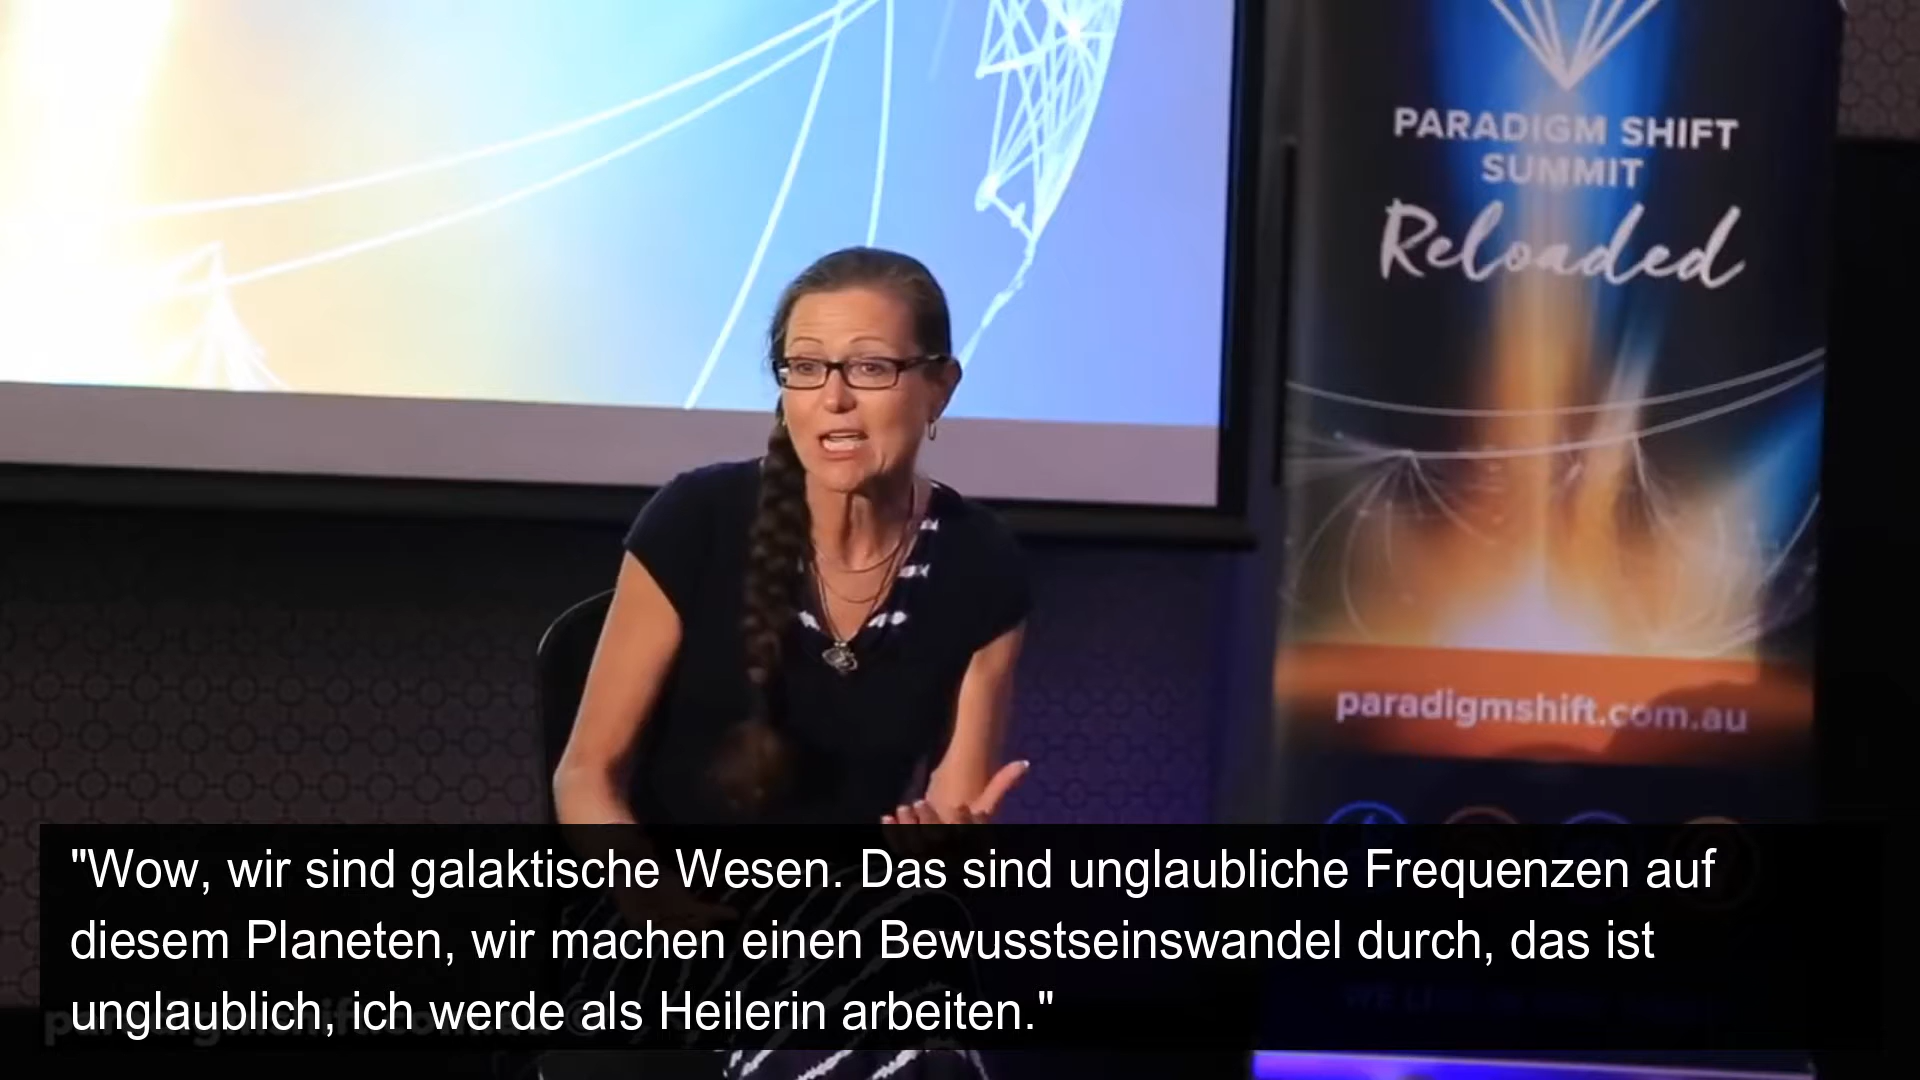 PARADIGM SHIFT
SUMMIT
Reloaded
paradigmshift.com.au
"Wow, wir sind galaktische Wesen. Das sind unglaubliche Frequenzen auf
diesem Planeten, wir machen einen Bewusstseinswandel durch, das ist
unglaublich, ich werde als Heilerin arbeiten."